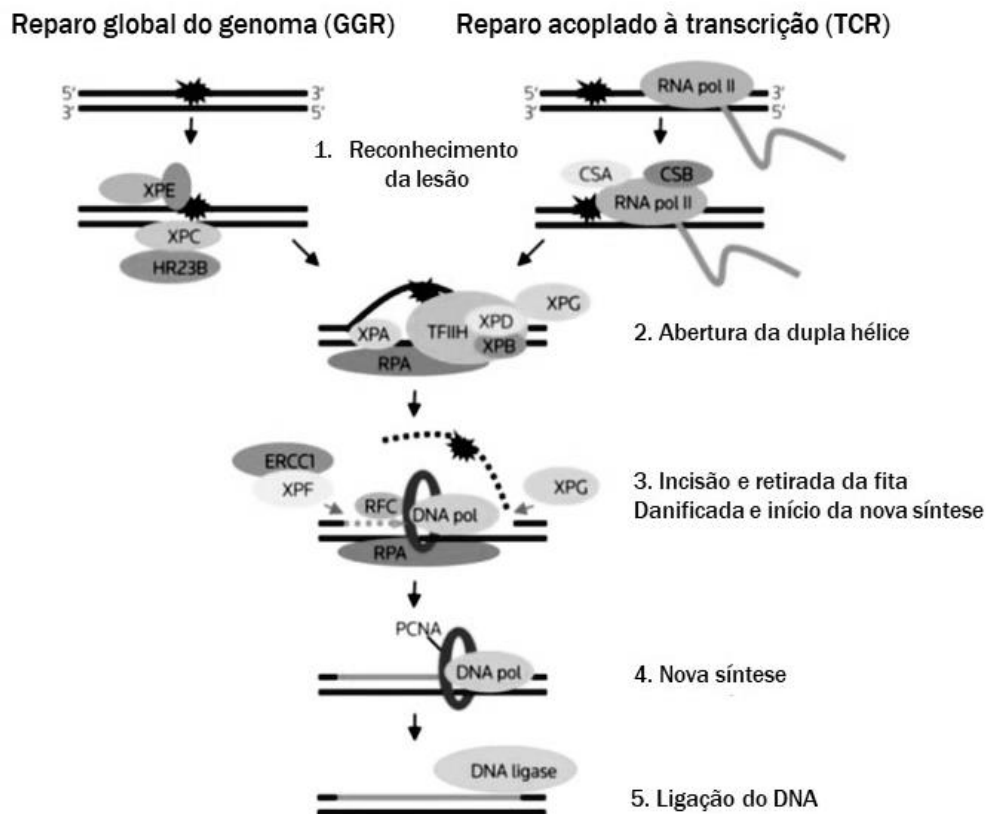 Reparo global do genoma (GGR)
Reparo acoplado à transcrição (TCR)
5' 3'
3' 5'
5' RNA pol II 3'
3' 5'
1. Reconhecimento
da lesão
XPE
XPC
HR23B
CSA
CSB
RNA pol II
XPG
XPA
TFIIH
XPD
XPB
RPA
2. Abertura da dupla hélice
ERCC1
XPF
RFC
DNA pol
XPG
RPA
3. Incisão e retirada da fita
Danificada e início da nova síntese
PCNA
DNA pol
4. Nova síntese
DNA ligase
5. Ligação do DNA